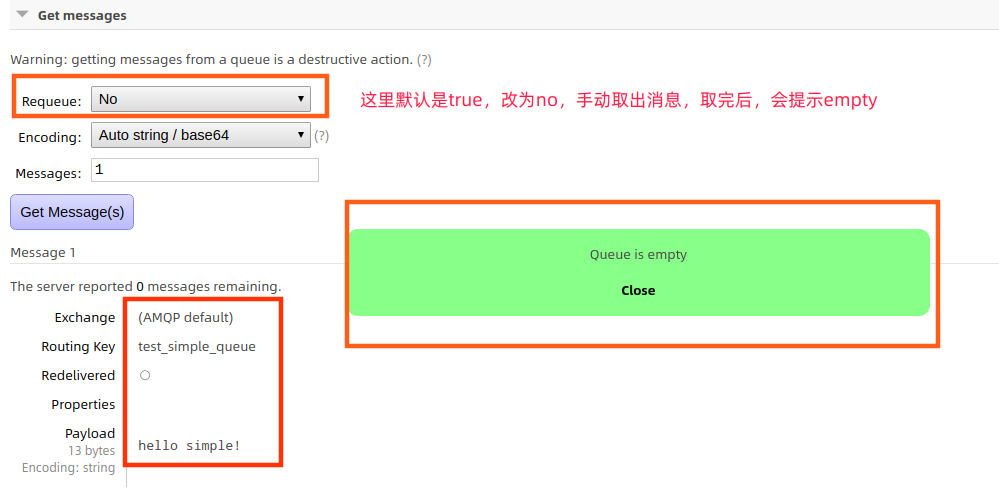 Get messages
Warning: getting messages from a queue is a destructive action. (?)
Requeue: No
这里默认是true，改为no，手动取出消息，取完后，会提示empty
Encoding: Auto string / base64 (?)
Messages: 1
Get Message(s)
Queue is empty
Close
Message 1
The server reported 0 messages remaining.
Exchange (AMQP default)
Routing Key test_simple_queue
Redelivered ○
Properties
Payload
13 bytes
Encoding: string
hello simple!